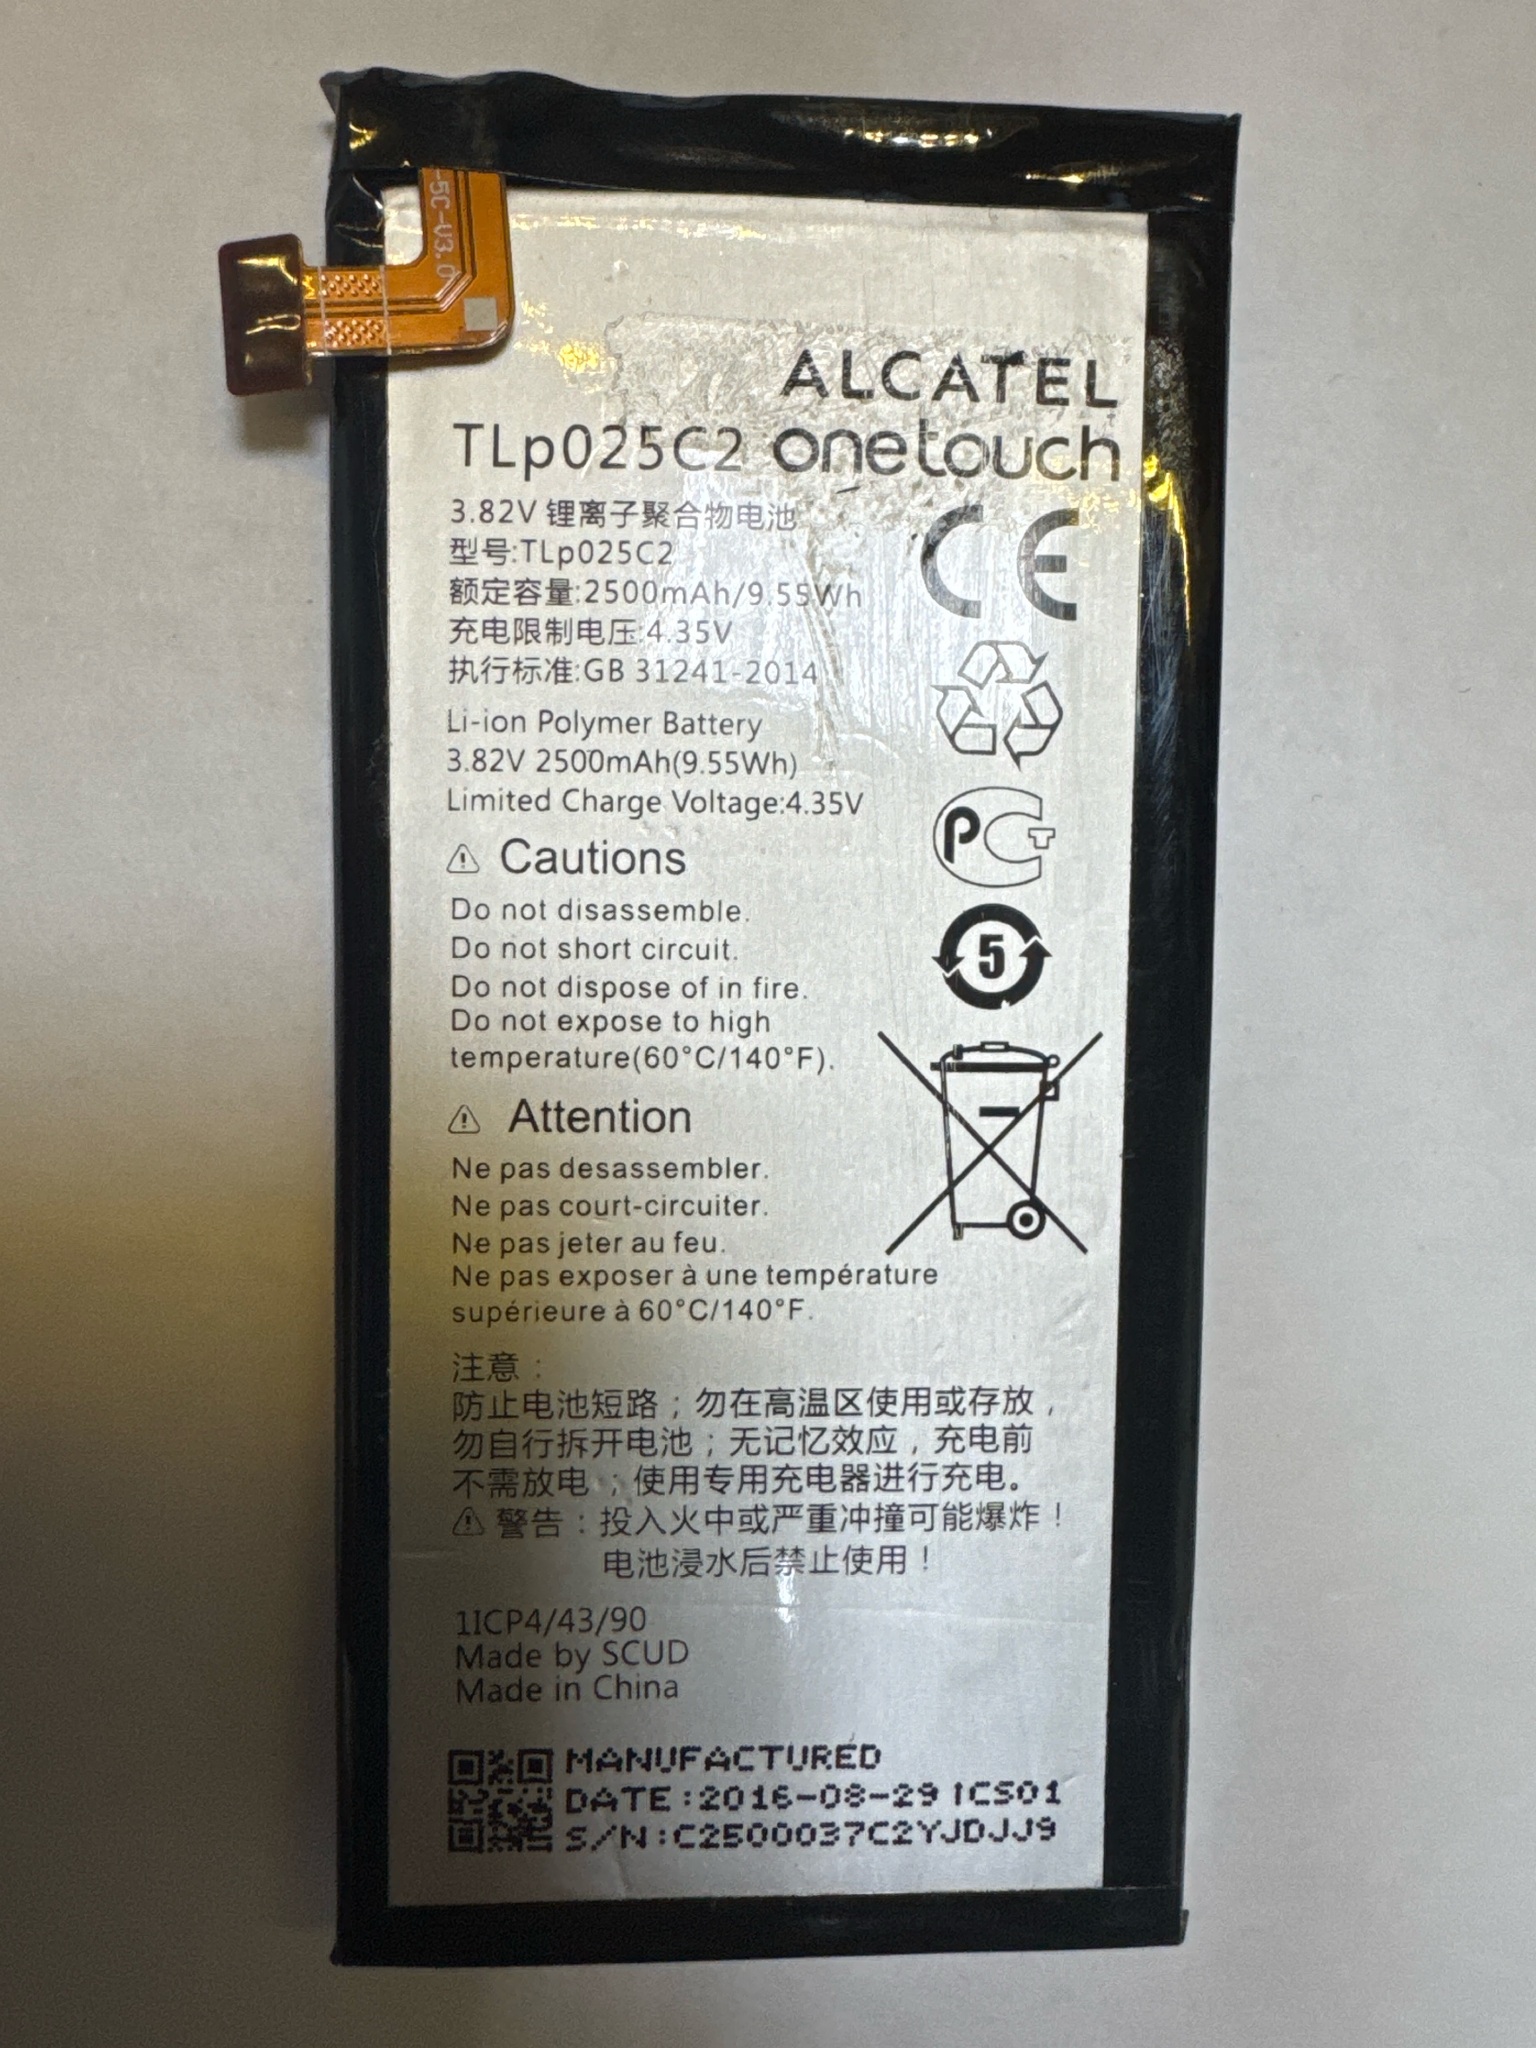 -5C-V3.0
ALCATEL
TLp025C2 onetouch
3.82V 锂离子聚合物电池
型号:TLp025C2
额定容量:2500mAh/9.55Wh
充电限制电压:4.35V
执行标准:GB 31241-2014
CE
Li-ion Polymer Battery
3.82V 2500mAh(9.55Wh)
Limited Charge Voltage:4.35V
РСТ
⚠ Cautions
Do not disassemble.
Do not short circuit.
Do not dispose of in fire.
Do not expose to high
temperature(60°C/140°F).
5
⚠ Attention
Ne pas desassembler.
Ne pas court-circuiter.
Ne pas jeter au feu.
Ne pas exposer à une température
supérieure à 60°C/140°F.
注意：
防止电池短路；勿在高温区使用或存放，
勿自行拆开电池；无记忆效应，充电前
不需放电；使用专用充电器进行充电。
⚠ 警告：投入火中或严重冲撞可能爆炸！
电池浸水后禁止使用！
1ICP4/43/90
Made by SCUD
Made in China
MANUFACTURED
DATE:2016-08-29 ICS01
S/N:C2500037C2YJDJJ9